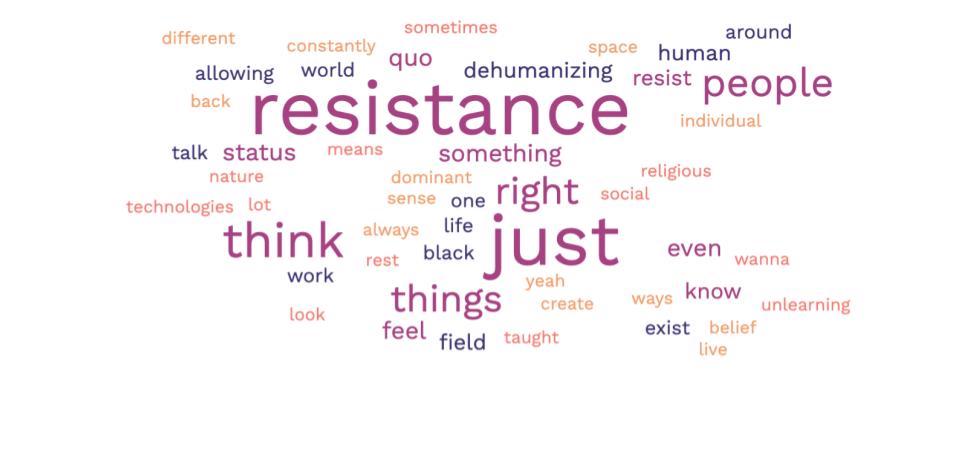 sometimes
different constantly quo space human around
allowing world dehumanizing resist people
back resistance individual
talk status means something
nature dominant religious
technologies lot sense one right social
think always life just even wanna
rest black
work yeah
look things create ways know unlearning
feel field taught exist belief
live